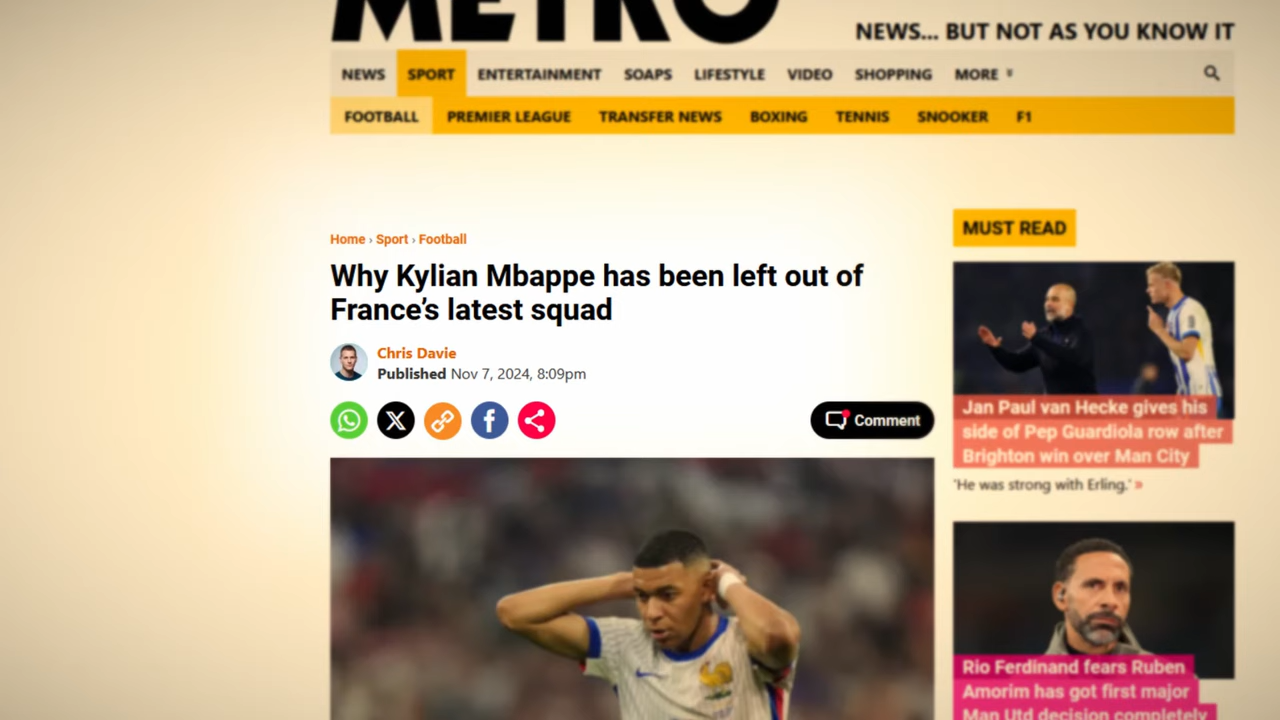 METRO
NEWS... BUT NOT AS YOU KNOW IT
NEWS SPORT ENTERTAINMENT SOAPS LIFESTYLE VIDEO SHOPPING MORE
FOOTBALL PREMIER LEAGUE TRANSFER NEWS BOXING TENNIS SNOOKER F1
Home › Sport › Football
Why Kylian Mbappe has been left out of
France’s latest squad
Chris Davie
Published Nov 7, 2024, 8:09pm
Comment
MUST READ
Jan Paul van Hecke gives his
side of Pep Guardiola row after
Brighton win over Man City
'He was strong with Erling.' »
Rio Ferdinand fears Ruben
Amorim has got first major
Man Utd decision completely